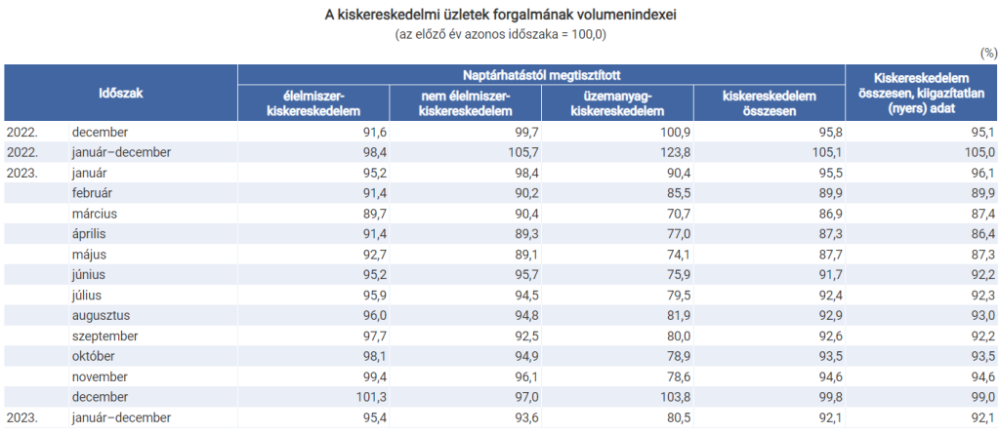 A kiskereskedelmi üzletek forgalmának volumenindexei
(az előző év azonos időszaka = 100,0)
(%)
Időszak Naptárhatástól megtisztított Kiskereskedelem összesen, kiigazítatlan (nyers) adat
élelmiszer-kiskereskedelem nem élelmiszer-kiskereskedelem üzemanyag-kiskereskedelem kiskereskedelem összesen
2022. december 91,6 99,7 100,9 95,8 95,1
2022. január–december 98,4 105,7 123,8 105,1 105,0
2023. január 95,2 98,4 90,4 95,5 96,1
február 91,4 90,2 85,5 89,9 89,9
március 89,7 90,4 70,7 86,9 87,4
április 91,4 89,3 77,0 87,3 86,4
május 92,7 89,1 74,1 87,7 87,3
június 95,2 95,7 75,9 91,7 92,2
július 95,9 94,5 79,5 92,4 92,3
augusztus 96,0 94,8 81,9 92,9 93,0
szeptember 97,7 92,5 80,0 92,6 92,2
október 98,1 94,9 78,9 93,5 93,5
november 99,4 96,1 78,6 94,6 94,6
december 101,3 97,0 103,8 99,8 99,0
2023. január–december 95,4 93,6 80,5 92,1 92,1